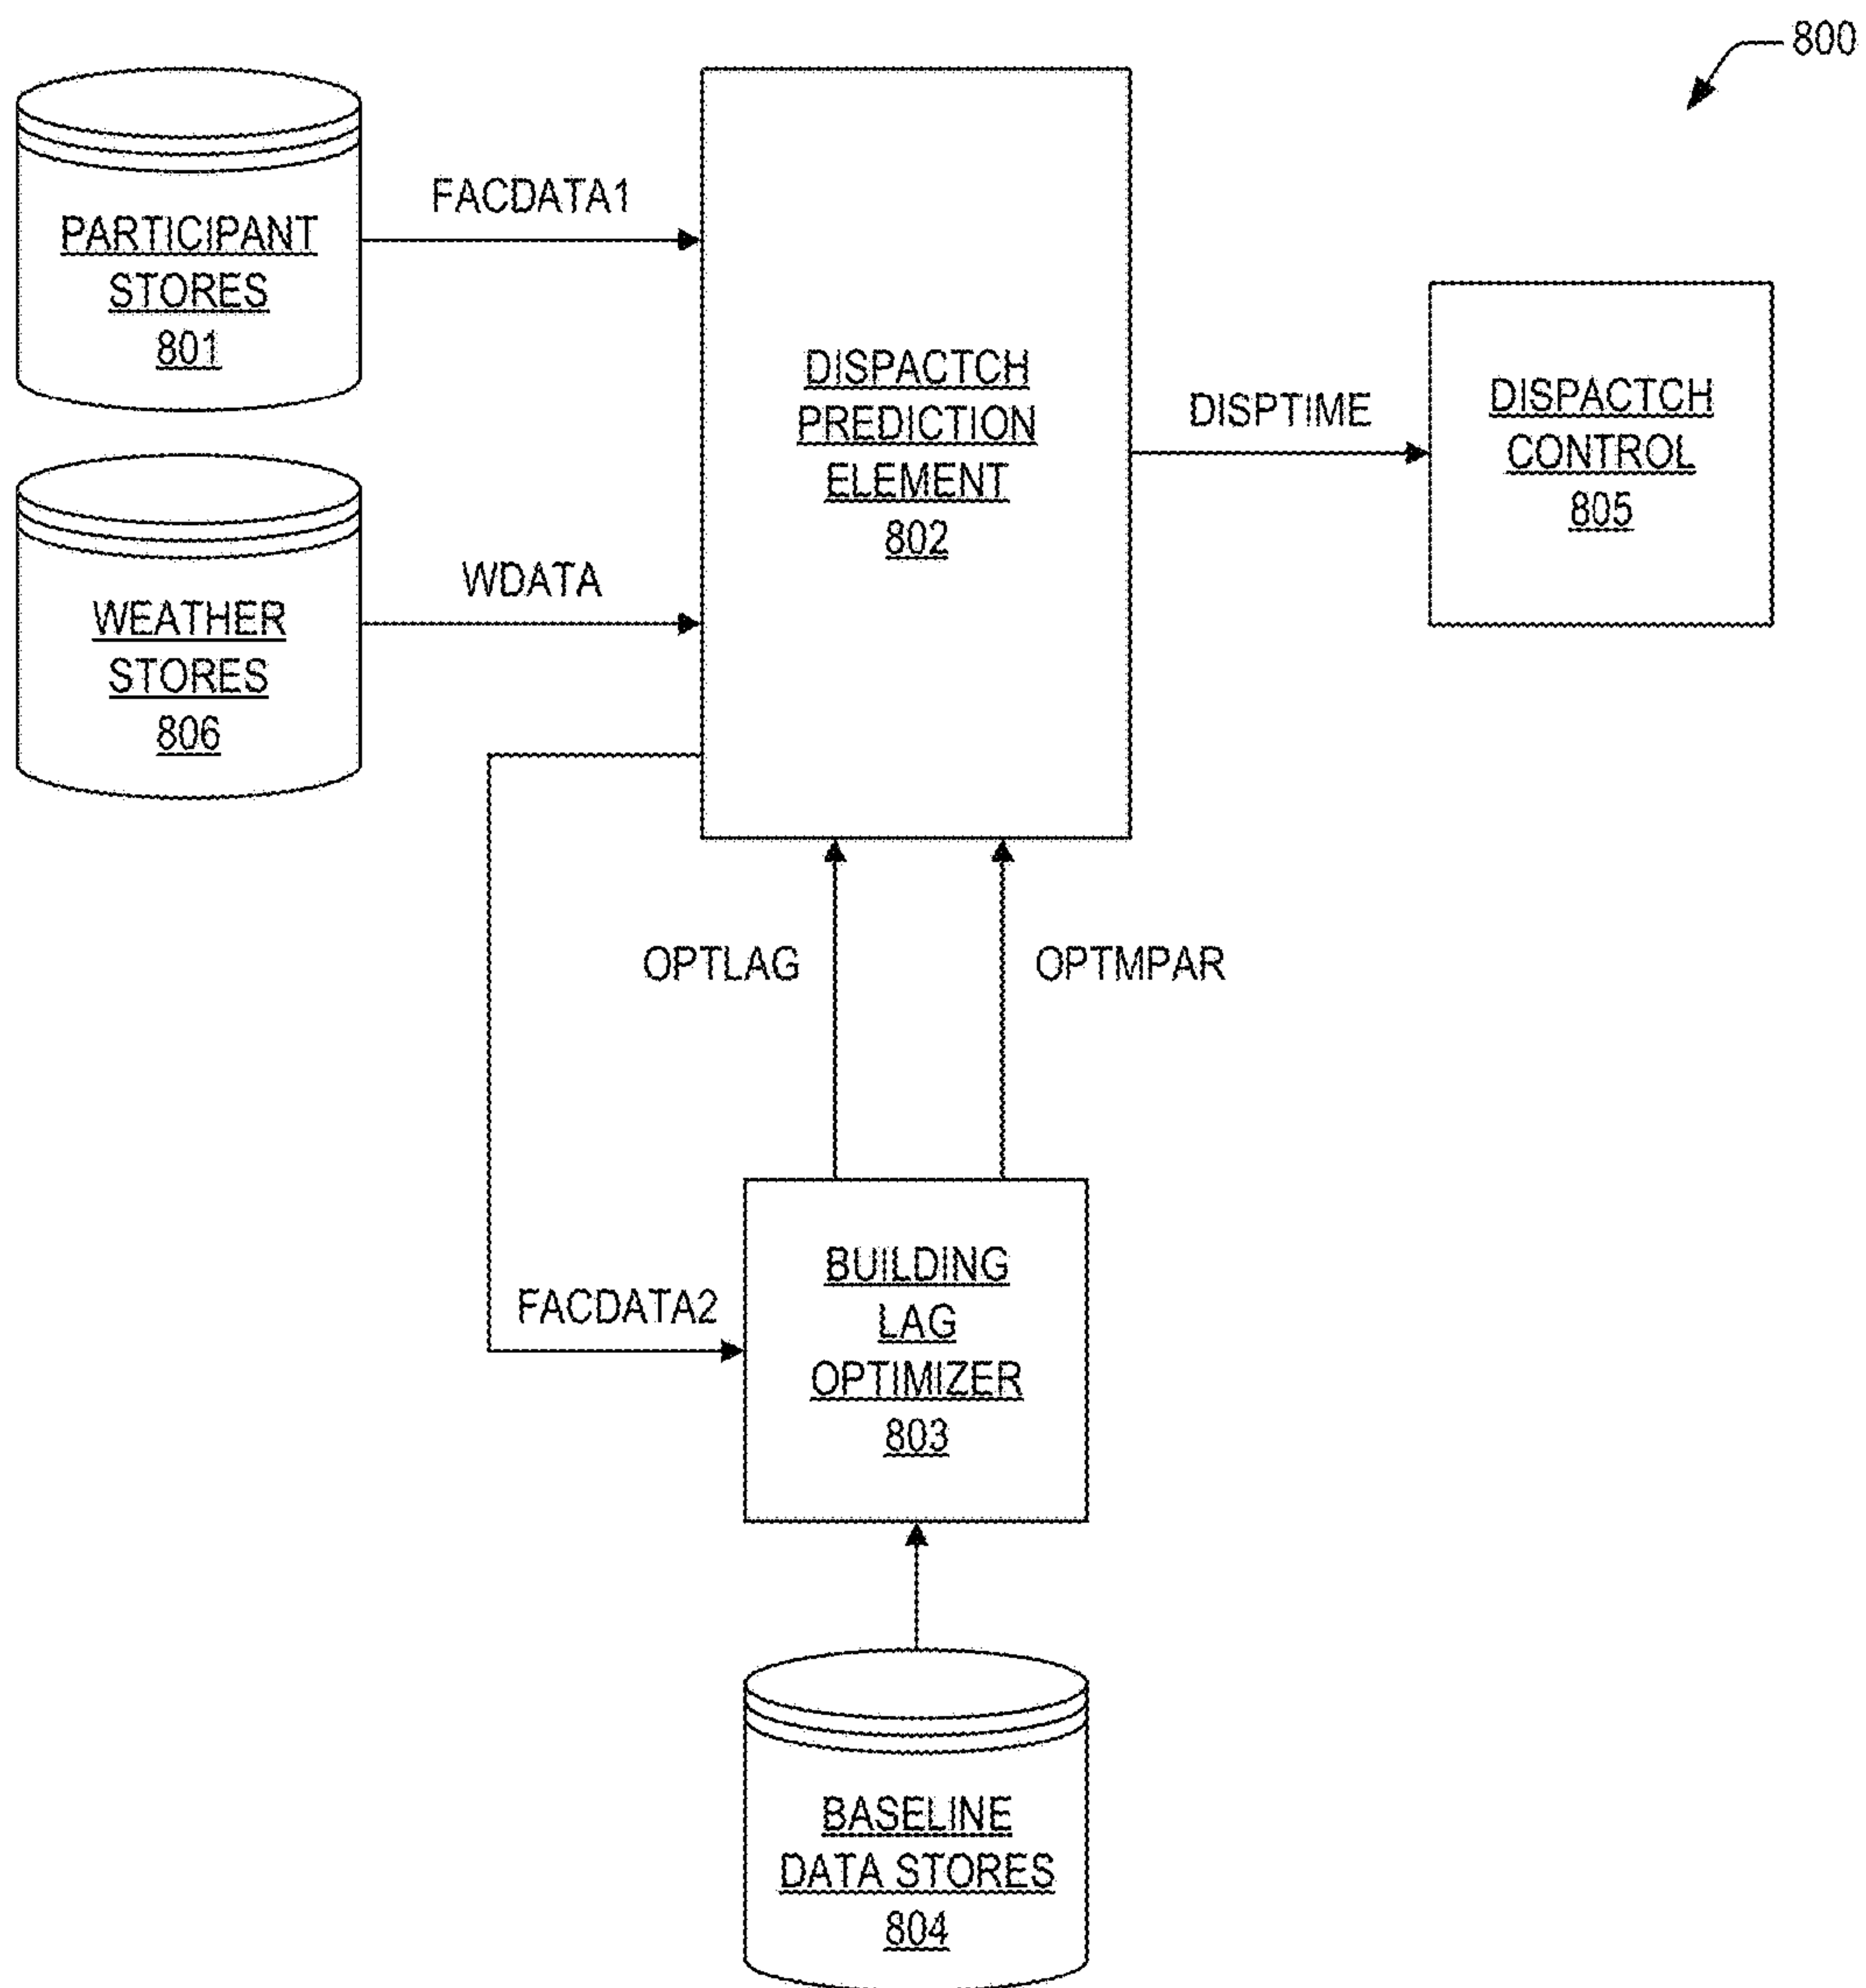 800
PARTICIPANT
STORES
801
FACDATA1
DISPACTCH
PREDICTION
ELEMENT
802
DISPTIME
DISPACTCH
CONTROL
805
WEATHER
STORES
806
WDATA
OPTLAG
OPTMPAR
FACDATA2
BUILDING
LAG
OPTIMIZER
803
BASELINE
DATA STORES
804